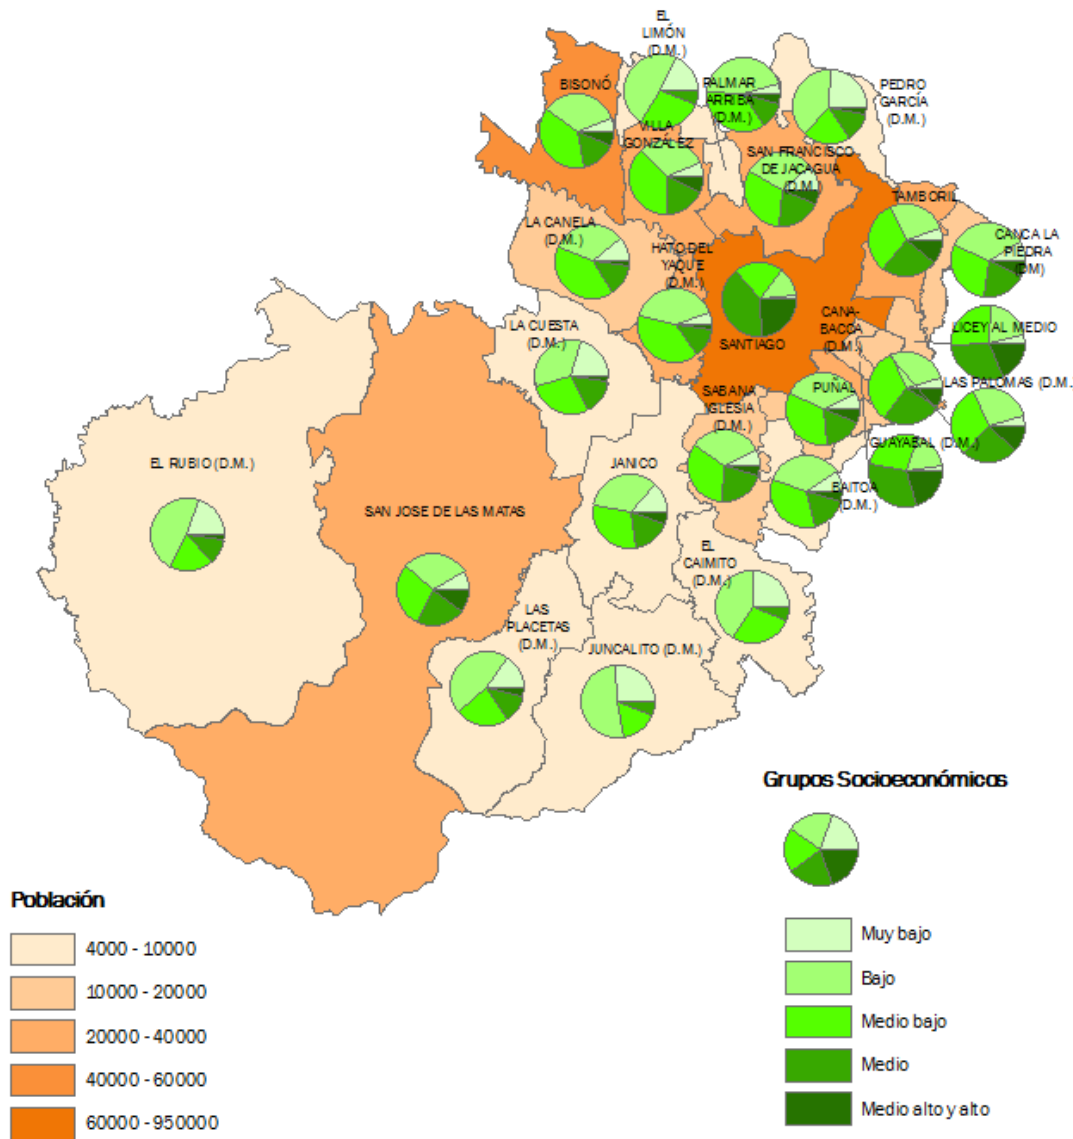 EL
LIMÓN
(D.M.)
BISONÓ
PALMAR
ARRIBA
(D.M.)
PEDRO
GARCÍA
(D.M.)
VILLA
GONZÁLEZ
SAN FRANCISCO
DE JACAGUA
(D.M.)
TAMBORIL
LA CANELA
(D.M.)
HATO DEL
YAQUE
(D.M.)
CANCA LA
PIEDRA
(DM)
LA CUESTA
(D.M.)
SANTIAGO
CANA-
BACOA
(D.M.)
LICEY AL MEDIO
LAS PALOMAS (D.M.
SABANA
IGLESIA
(D.M.)
PUÑAL
GUAYABAL (D.M.)
EL RUBIO (D.M.)
JANICO
BAITOA
(D.M.)
SAN JOSE DE LAS MATAS
EL
CAIMITO
(D.M.)
LAS
PLACETAS
(D.M.)
JUNCALITO (D.M.)
Grupos Socioeconómicos
Muy bajo
Bajo
Medio bajo
Medio
Medio alto y alto
Población
4000 - 10000
10000 - 20000
20000 - 40000
40000 - 60000
60000 - 950000